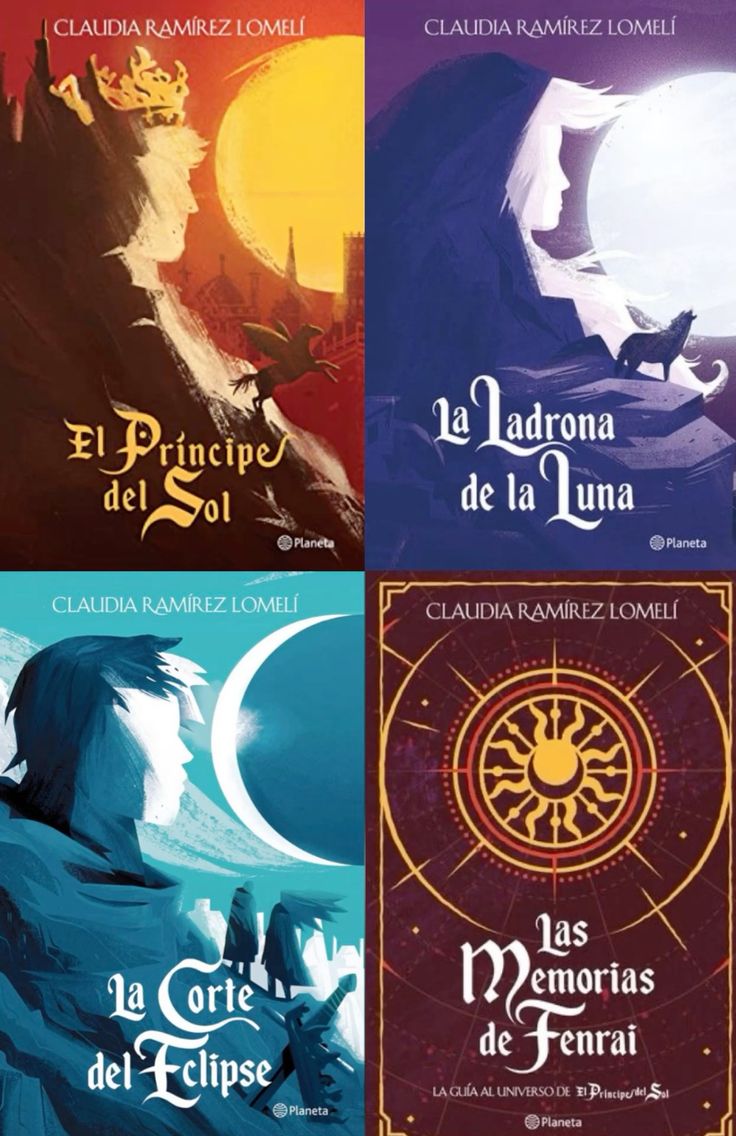 CLAUDIA RAMÍREZ LOMELÍ
El Príncipe
del Sol
Planeta
CLAUDIA RAMÍREZ LOMELÍ
La Ladrona
de la Luna
Planeta
CLAUDIA RAMÍREZ LOMELÍ
La Corte
del Eclipse
Planeta
CLAUDIA RAMÍREZ LOMELÍ
Las
Memorias
de Fenrai
LA GUÍA AL UNIVERSO DE El Príncipe del Sol
Planeta